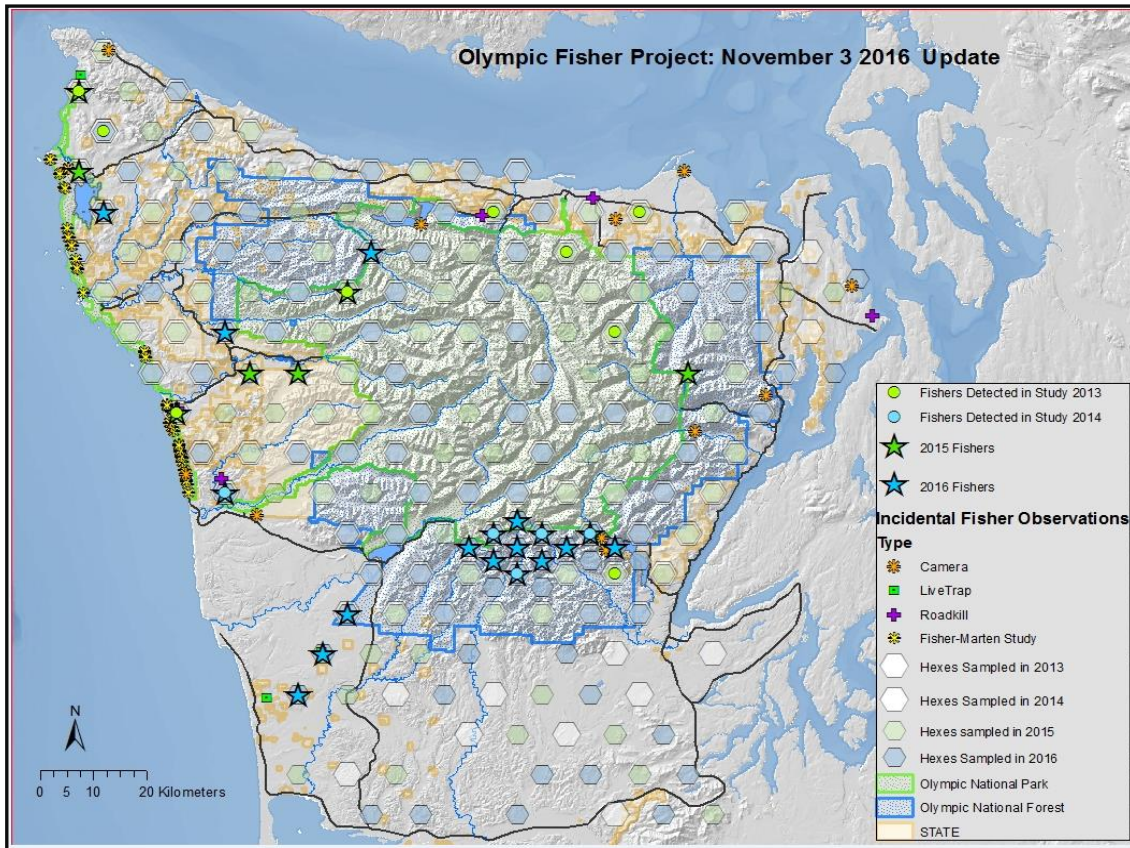 Olympic Fisher Project: November 3 2016 Update
Fishers Detected in Study 2013
Fishers Detected in Study 2014
2015 Fishers
2016 Fishers
Incidental Fisher Observations
Type
Camera
LiveTrap
Roadkill
Fisher-Marten Study
Hexes Sampled in 2013
Hexes Sampled in 2014
Hexes sampled in 2015
Hexes Sampled in 2016
Olympic National Park
Olympic National Forest
STATE
N
0 5 10 20 Kilometers